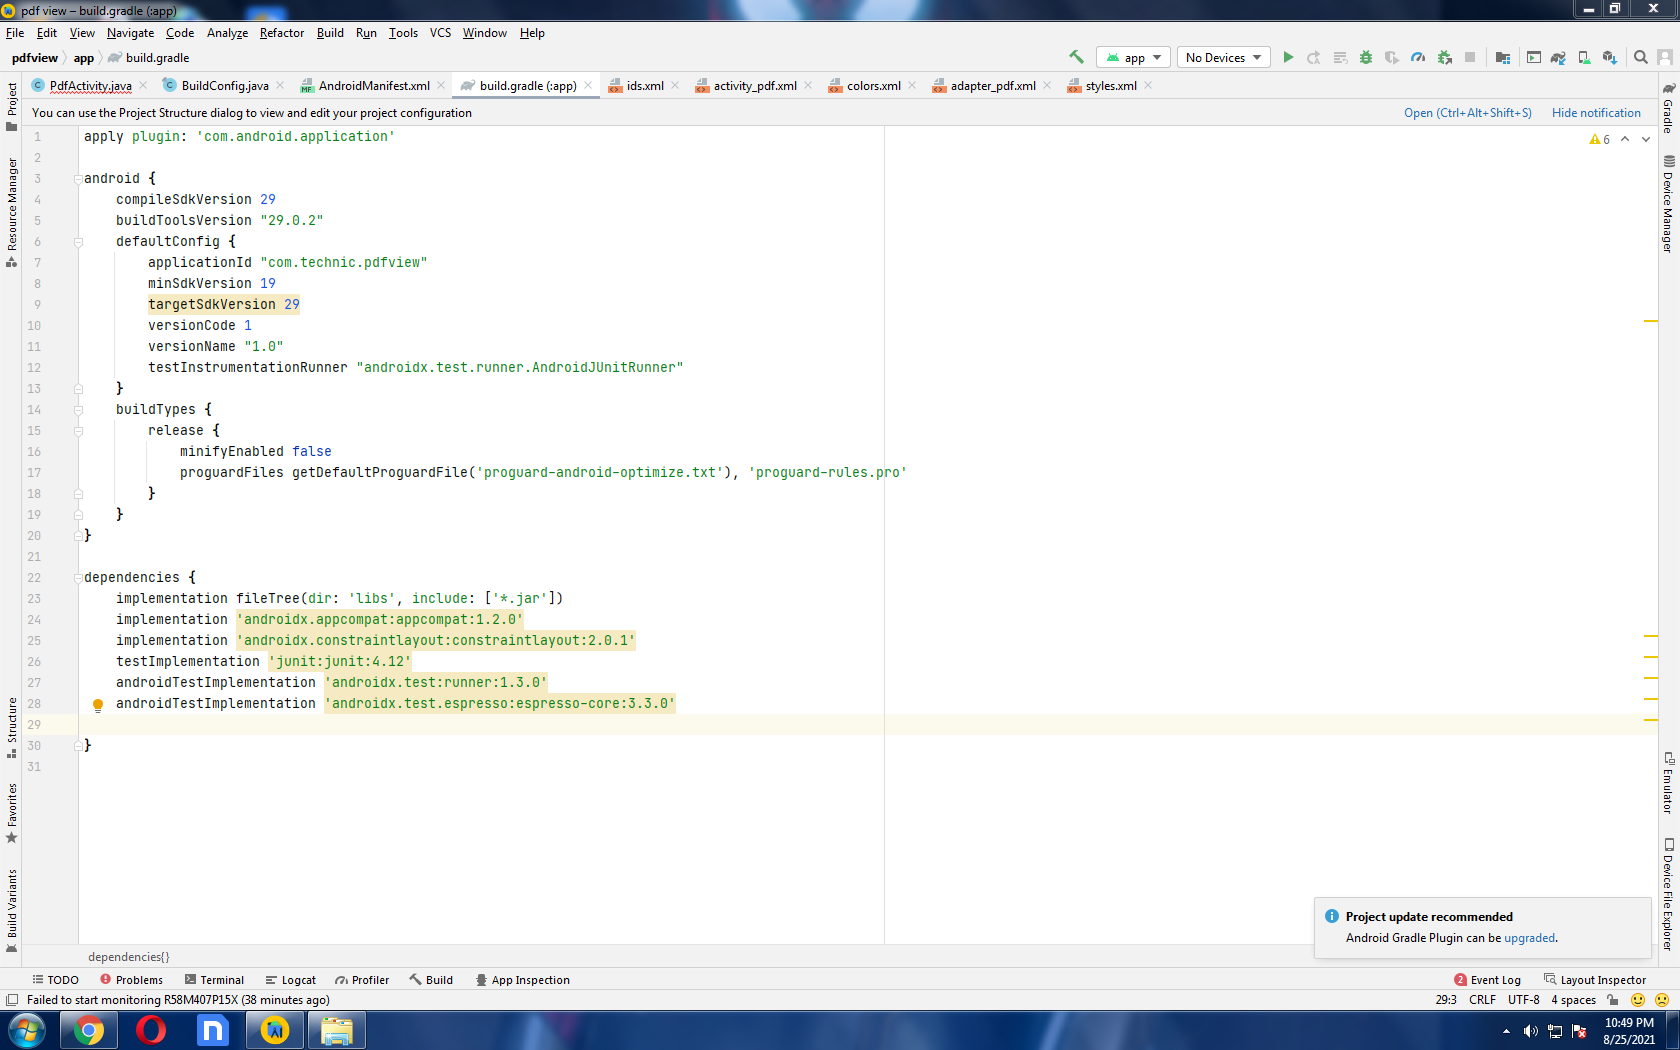 pdf view – build.gradle (:app)
File Edit View Navigate Code Analyze Refactor Build Run Tools VCS Window Help
pdfview app build.gradle
app No Devices
PdfActivity.java BuildConfig.java AndroidManifest.xml build.gradle (:app) ids.xml activity_pdf.xml colors.xml adapter_pdf.xml styles.xml
You can use the Project Structure dialog to view and edit your project configuration Open (Ctrl+Alt+Shift+S) Hide notification
6
1 apply plugin: 'com.android.application'
2
3 android {
4 compileSdkVersion 29
5 buildToolsVersion "29.0.2"
6 defaultConfig {
7 applicationId "com.technic.pdfview"
8 minSdkVersion 19
9 targetSdkVersion 29
10 versionCode 1
11 versionName "1.0"
12 testInstrumentationRunner "androidx.test.runner.AndroidJUnitRunner"
13 }
14 buildTypes {
15 release {
16 minifyEnabled false
17 proguardFiles getDefaultProguardFile('proguard-android-optimize.txt'), 'proguard-rules.pro'
18 }
19 }
20 }
21
22 dependencies {
23 implementation fileTree(dir: 'libs', include: ['*.jar'])
24 implementation 'androidx.appcompat:appcompat:1.2.0'
25 implementation 'androidx.constraintlayout:constraintlayout:2.0.1'
26 testImplementation 'junit:junit:4.12'
27 androidTestImplementation 'androidx.test:runner:1.3.0'
28 androidTestImplementation 'androidx.test.espresso:espresso-core:3.3.0'
29
30 }
31
Project
Resource Manager
Structure
Favorites
Build Variants
Gradle
Device Manager
Emulator
Device File Explorer
Project update recommended
Android Gradle Plugin can be upgraded.
dependencies{}
TODO Problems Terminal Logcat Profiler Build App Inspection 2 Event Log Layout Inspector
Failed to start monitoring R58M407P15X (38 minutes ago) 29:3 CRLF UTF-8 4 spaces
10:49 PM
8/25/2021